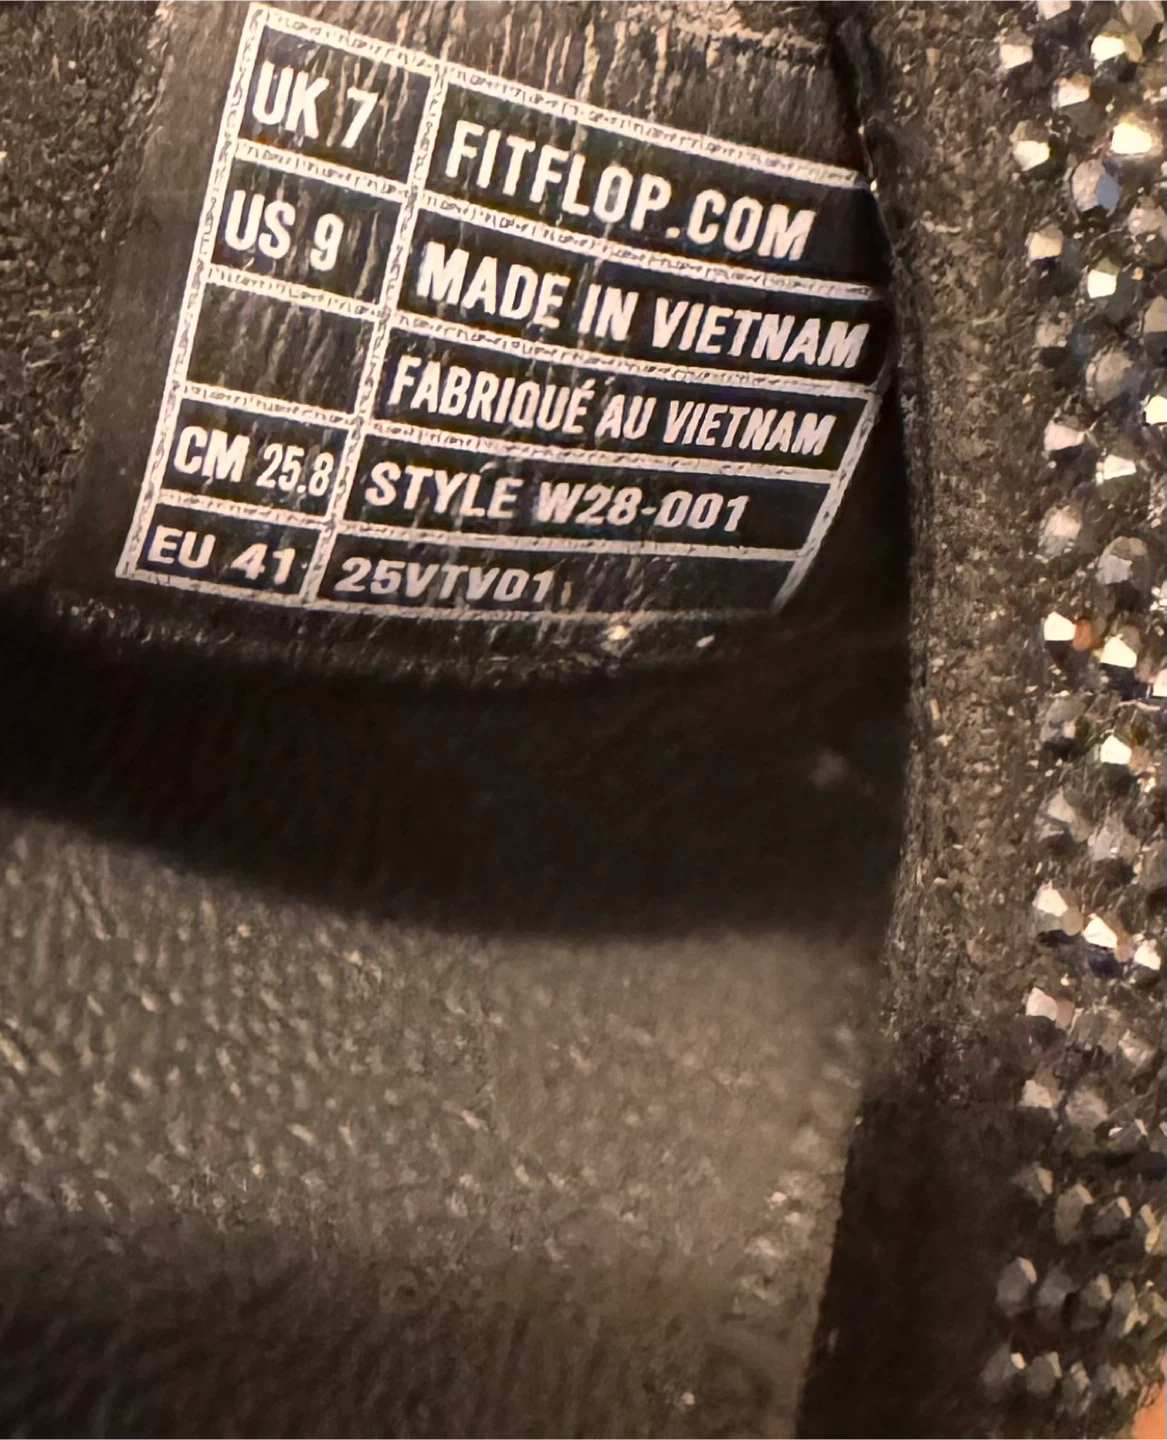 UK 7
FITFLOP.COM
US 9
MADE IN VIETNAM
FABRIQUÉ AU VIETNAM
CM 25.8
STYLE W28-001
EU 41
25VTV01